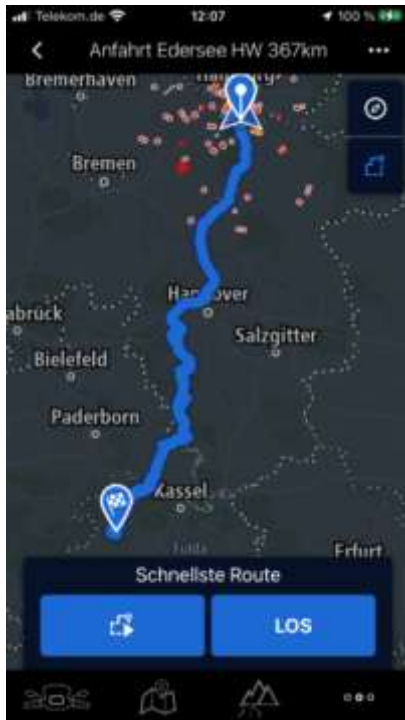 Telekom.de 12:07 100 %
Anfahrt Edersee HW 367km
Bremerhaven
Bremen
Hannover
Salzgitter
Bielefeld
Paderborn
Kassel
Fulda
Erfurt
Schnellste Route
LOS